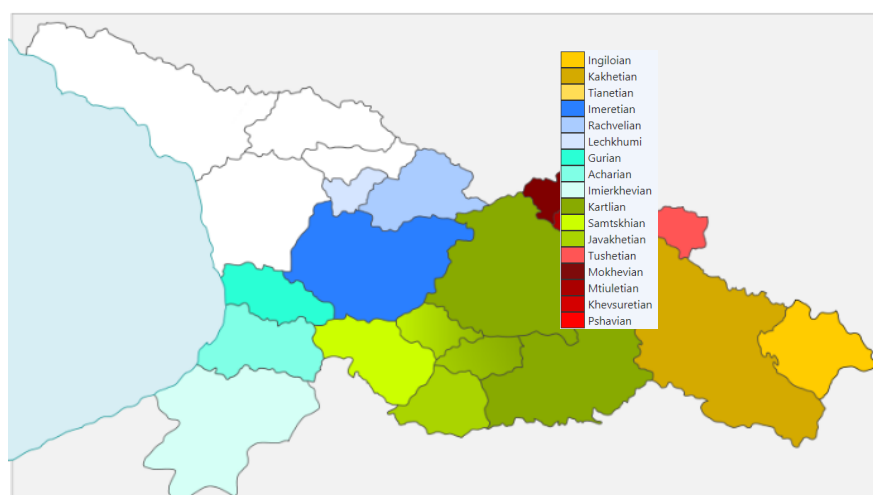 Ingiloian
Kakhetian
Tianetian
Imeretian
Rachvelian
Lechkhumi
Gurian
Acharian
Imierkhevian
Kartlian
Samtskhian
Javakhetian
Tushetian
Mokhevian
Mtiuletian
Khevsuretian
Pshavian